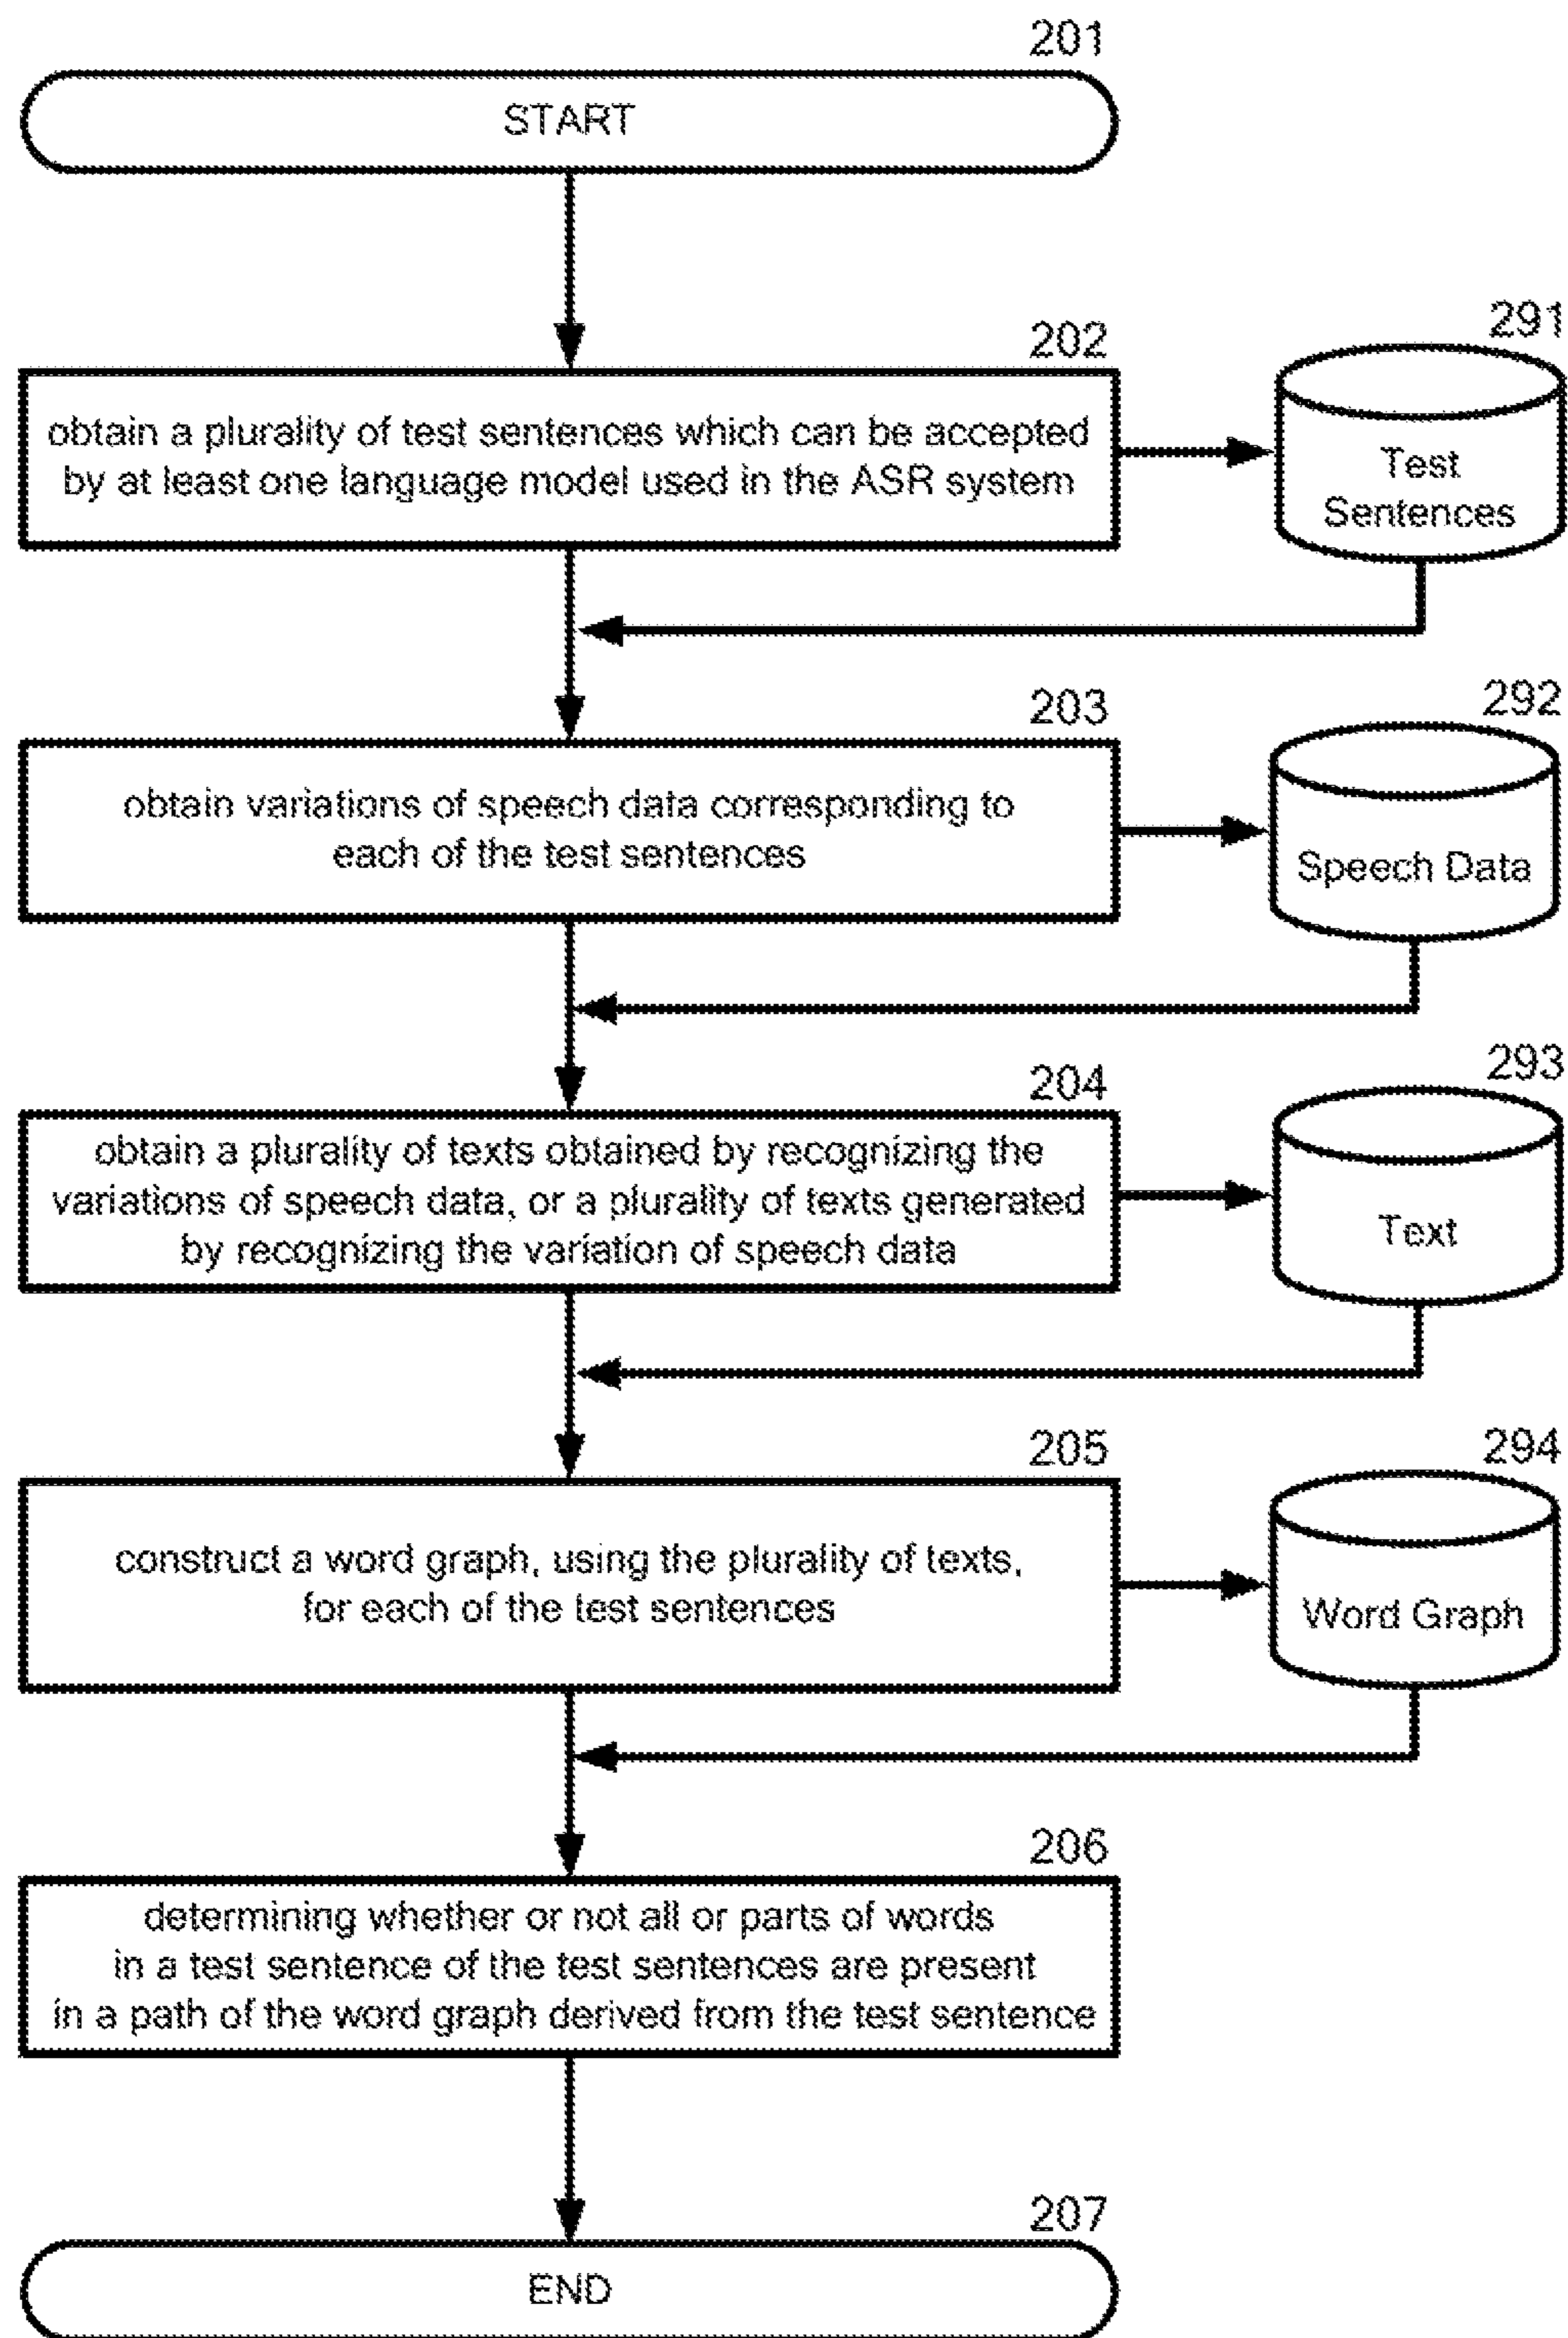 201
START
202
291
obtain a plurality of test sentences which can be accepted
by at least one language model used in the ASR system
Test
Sentences
203
292
obtain variations of speech data corresponding to
each of the test sentences
Speech Data
204
293
obtain a plurality of texts obtained by recognizing the
variations of speech data, or a plurality of texts generated
by recognizing the variation of speech data
Text
205
294
construct a word graph, using the plurality of texts,
for each of the test sentences
Word Graph
206
determining whether or not all or parts of words
in a test sentence of the test sentences are present
in a path of the word graph derived from the test sentence
207
END